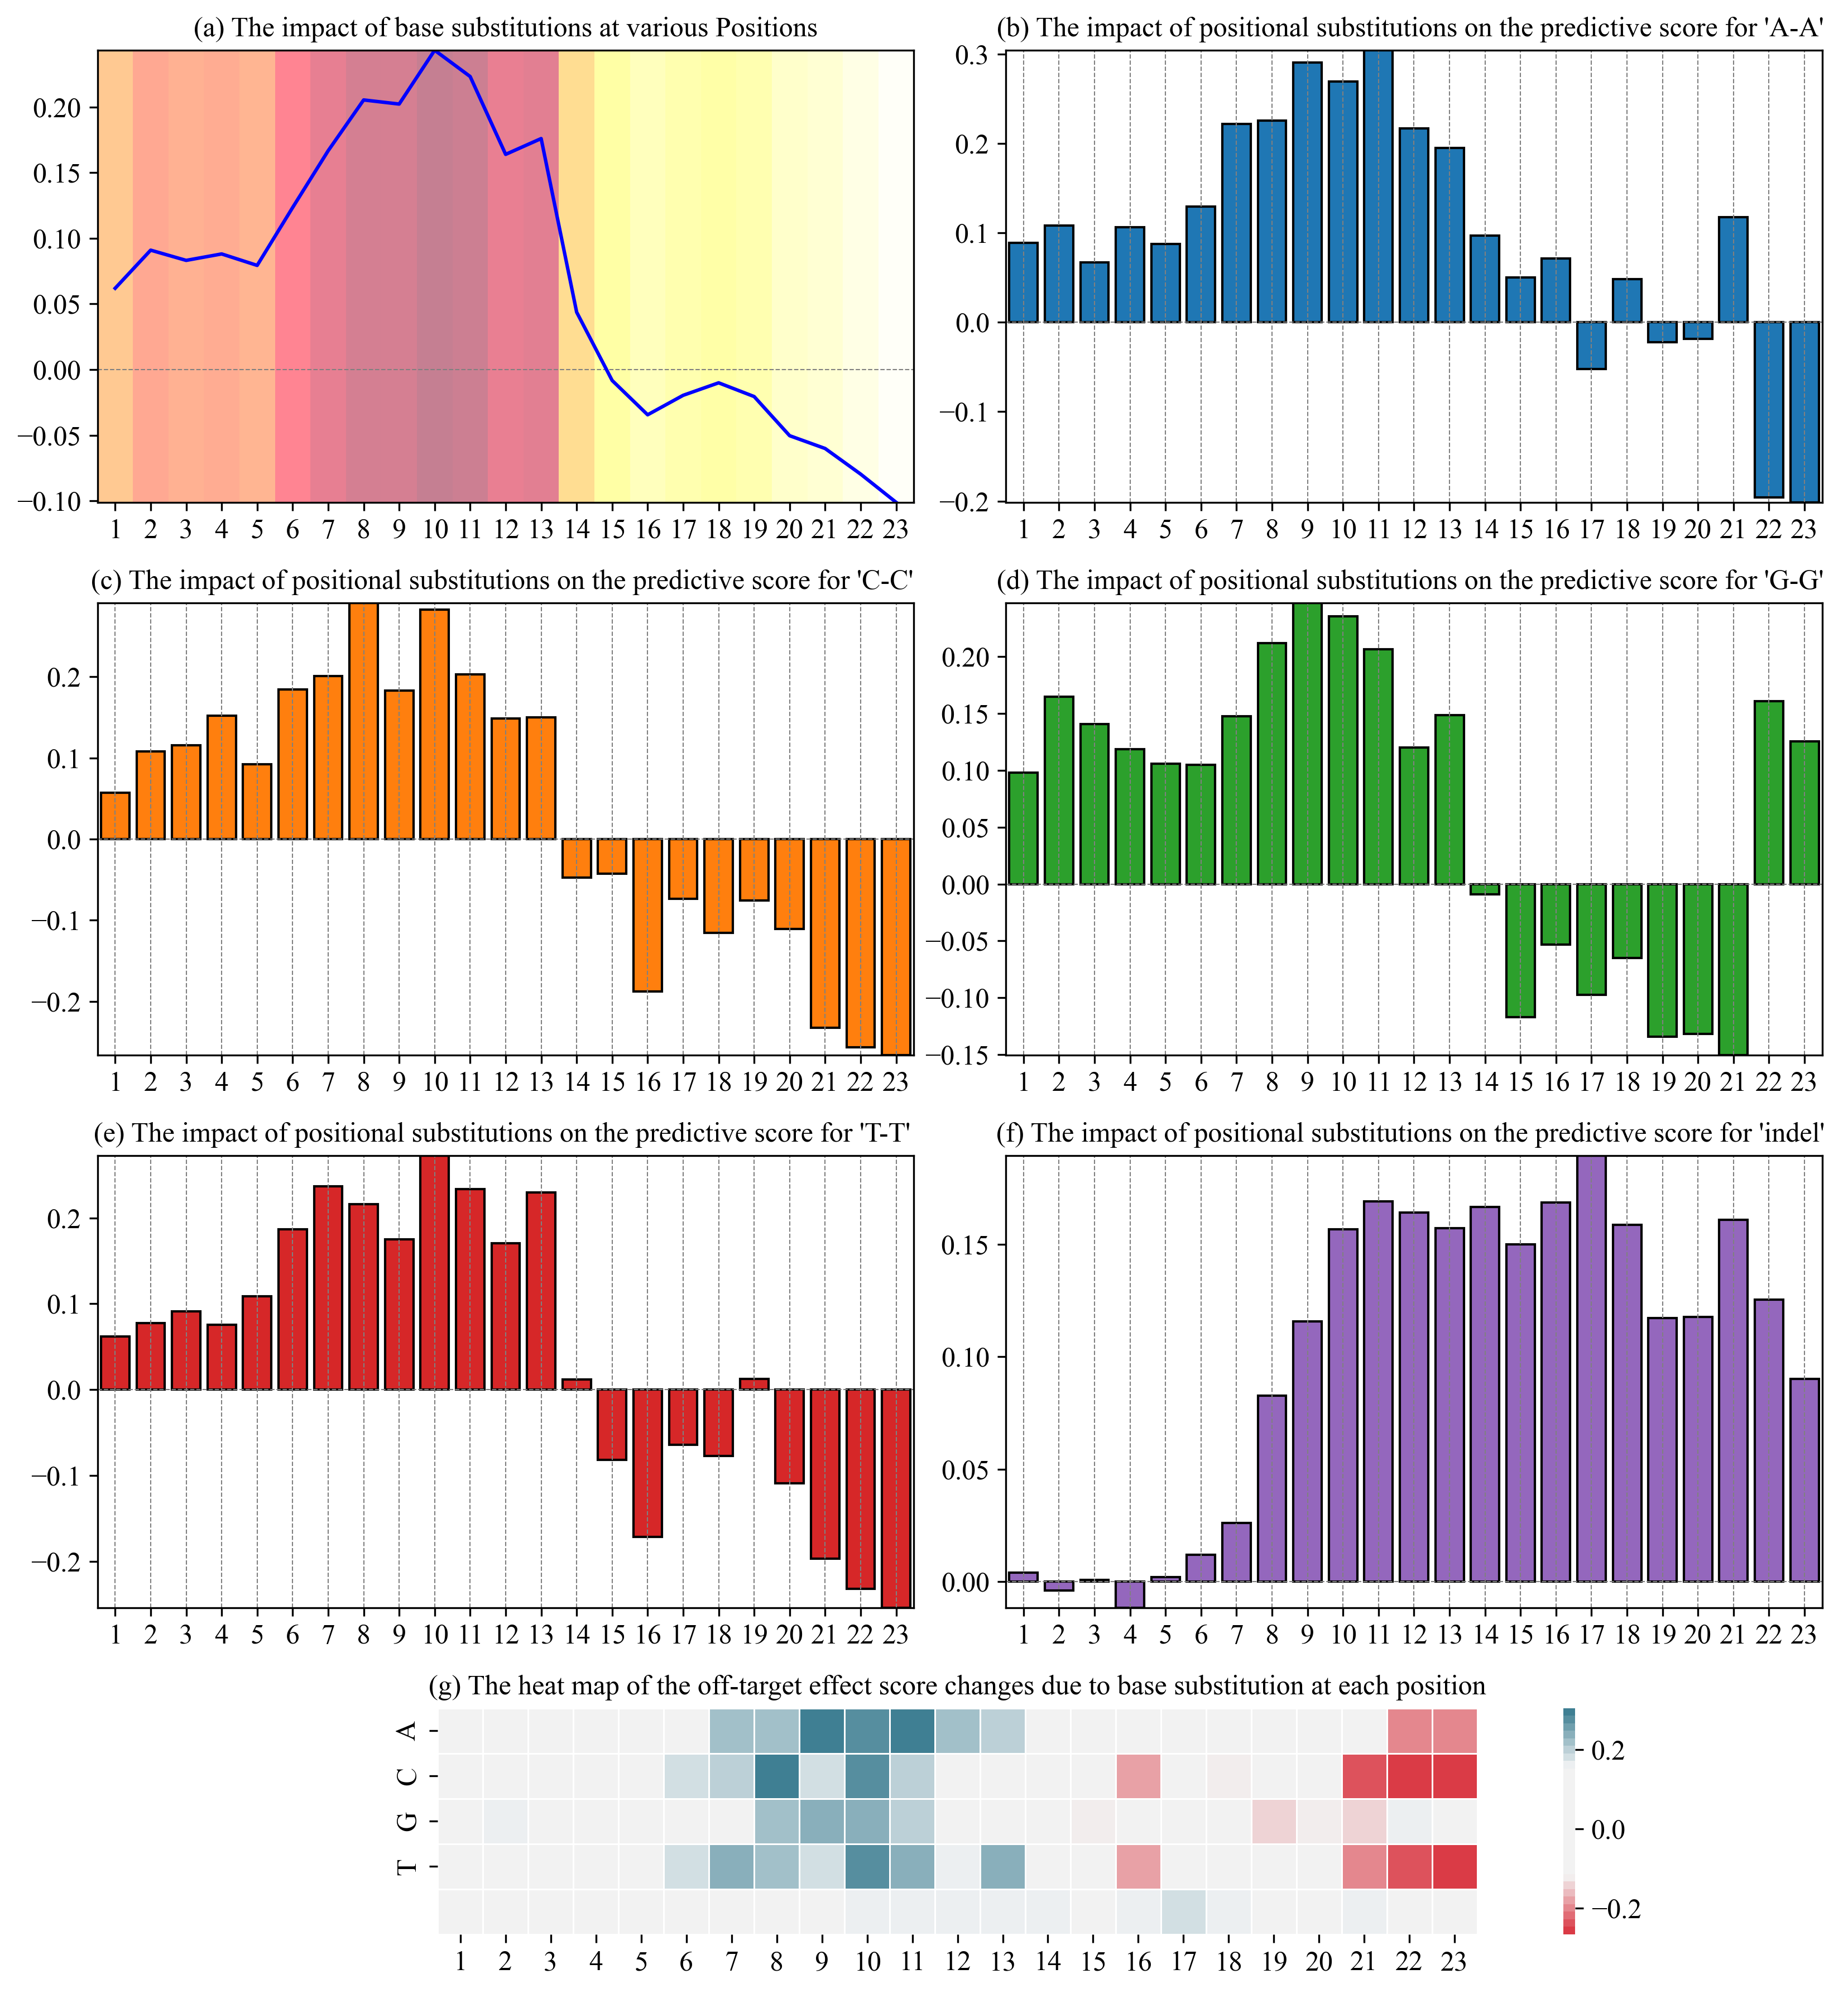 (a) The impact of base substitutions at various Positions
0.20
0.15
0.10
0.05
0.00
−0.05
−0.10
1 2 3 4 5 6 7 8 9 10 11 12 13 14 15 16 17 18 19 20 21 22 23
(b) The impact of positional substitutions on the predictive score for 'A-A'
0.3
0.2
0.1
0.0
−0.1
−0.2
1 2 3 4 5 6 7 8 9 10 11 12 13 14 15 16 17 18 19 20 21 22 23
(c) The impact of positional substitutions on the predictive score for 'C-C'
0.2
0.1
0.0
−0.1
−0.2
1 2 3 4 5 6 7 8 9 10 11 12 13 14 15 16 17 18 19 20 21 22 23
(d) The impact of positional substitutions on the predictive score for 'G-G'
0.20
0.15
0.10
0.05
0.00
−0.05
−0.10
−0.15
1 2 3 4 5 6 7 8 9 10 11 12 13 14 15 16 17 18 19 20 21 22 23
(e) The impact of positional substitutions on the predictive score for 'T-T'
0.2
0.1
0.0
−0.1
−0.2
1 2 3 4 5 6 7 8 9 10 11 12 13 14 15 16 17 18 19 20 21 22 23
(f) The impact of positional substitutions on the predictive score for 'indel'
0.15
0.10
0.05
0.00
1 2 3 4 5 6 7 8 9 10 11 12 13 14 15 16 17 18 19 20 21 22 23
(g) The heat map of the off-target effect score changes due to base substitution at each position
A
C
G
T
1 2 3 4 5 6 7 8 9 10 11 12 13 14 15 16 17 18 19 20 21 22 23
0.2
0.0
−0.2